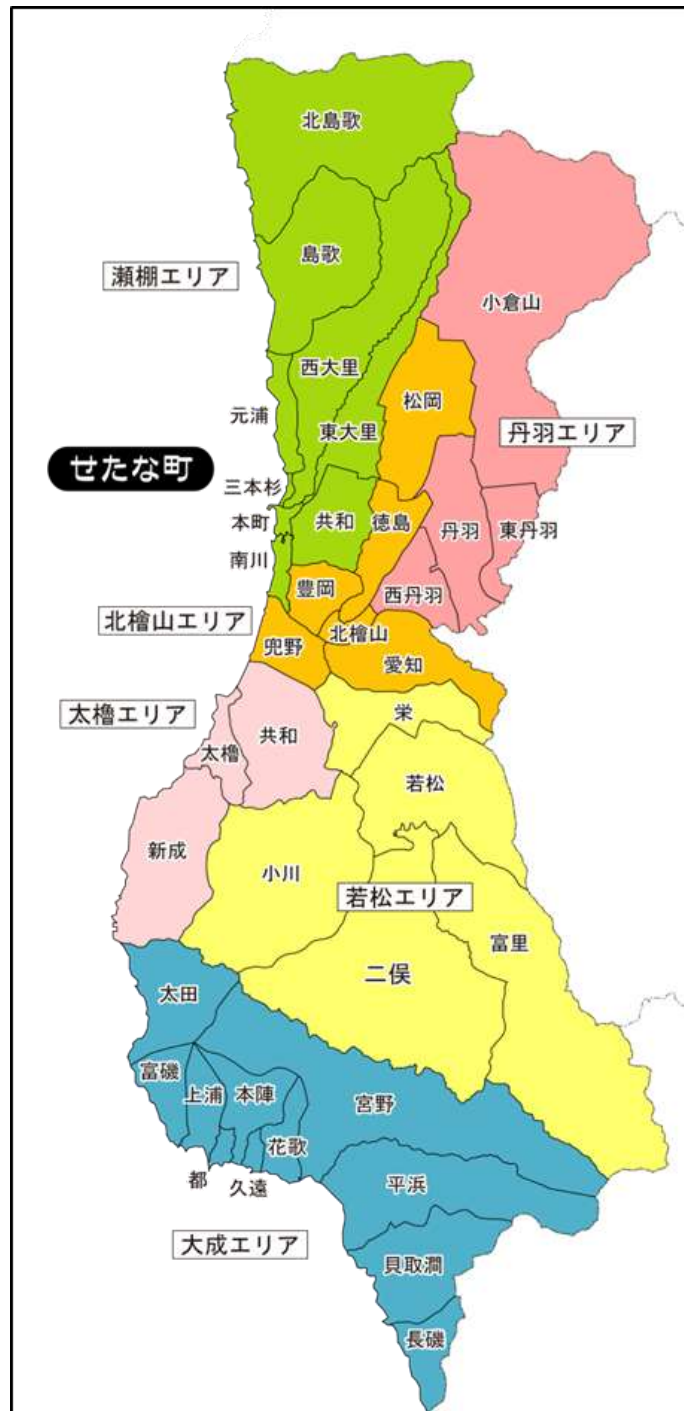 北島歌
島歌
瀬棚エリア
小倉山
西大里
松岡
元浦
東大里
丹羽エリア
せたな町
三本杉
本町
共和
徳島
丹羽
東丹羽
南川
豊岡
西丹羽
北檜山エリア
北檜山
兜野
愛知
太櫓エリア
栄
共和
太櫓
若松
新成
小川
若松エリア
富里
二俣
太田
富磯
上浦
本陣
宮野
花歌
都
久遠
平浜
大成エリア
貝取澗
長磯